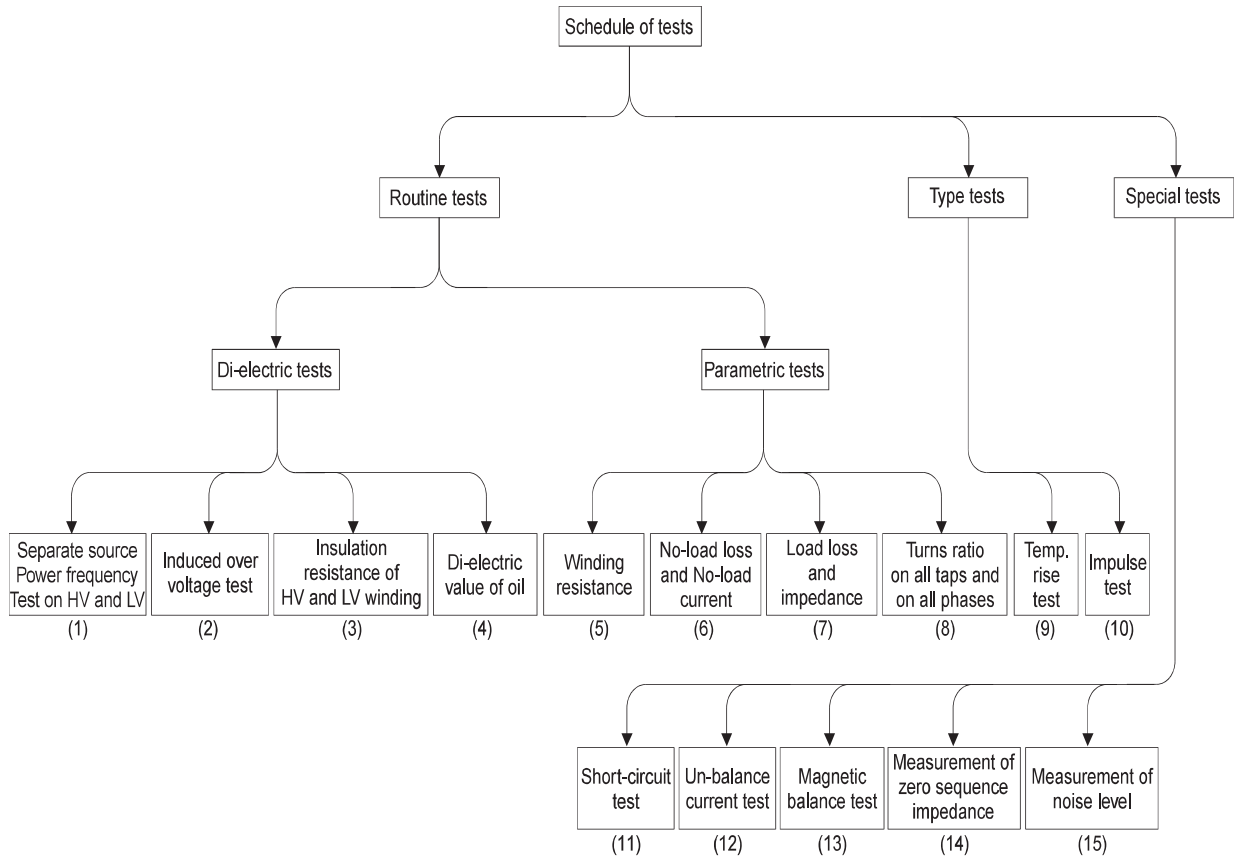 Schedule of tests
Routine tests
Type tests
Special tests
Di-electric tests
Parametric tests
Separate source
Power frequency
Test on HV and LV
(1)
Induced over
voltage test
(2)
Insulation
resistance of
HV and LV winding
(3)
Di-electric
value of oil
(4)
Winding
resistance
(5)
No-load loss
and No-load
current
(6)
Load loss
and
impedance
(7)
Turns ratio
on all taps and
on all phases
(8)
Temp.
rise
test
(9)
Impulse
test
(10)
Short-circuit
test
(11)
Un-balance
current test
(12)
Magnetic
balance test
(13)
Measurement of
zero sequence
impedance
(14)
Measurement of
noise level
(15)